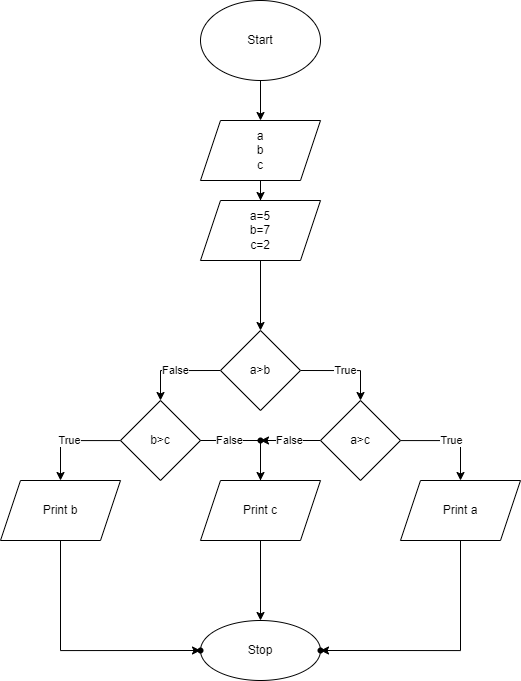 Start
a
b
c
a=5
b=7
c=2
False
a>b
True
True
b>c
False
False
a>c
True
Print b
Print c
Print a
Stop